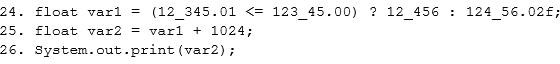 24. float var1 = (12_345.01 <= 123_45.00) ? 12_456 : 124_56.02f;
25. float var2 = var1 + 1024;
26. System.out.print(var2);